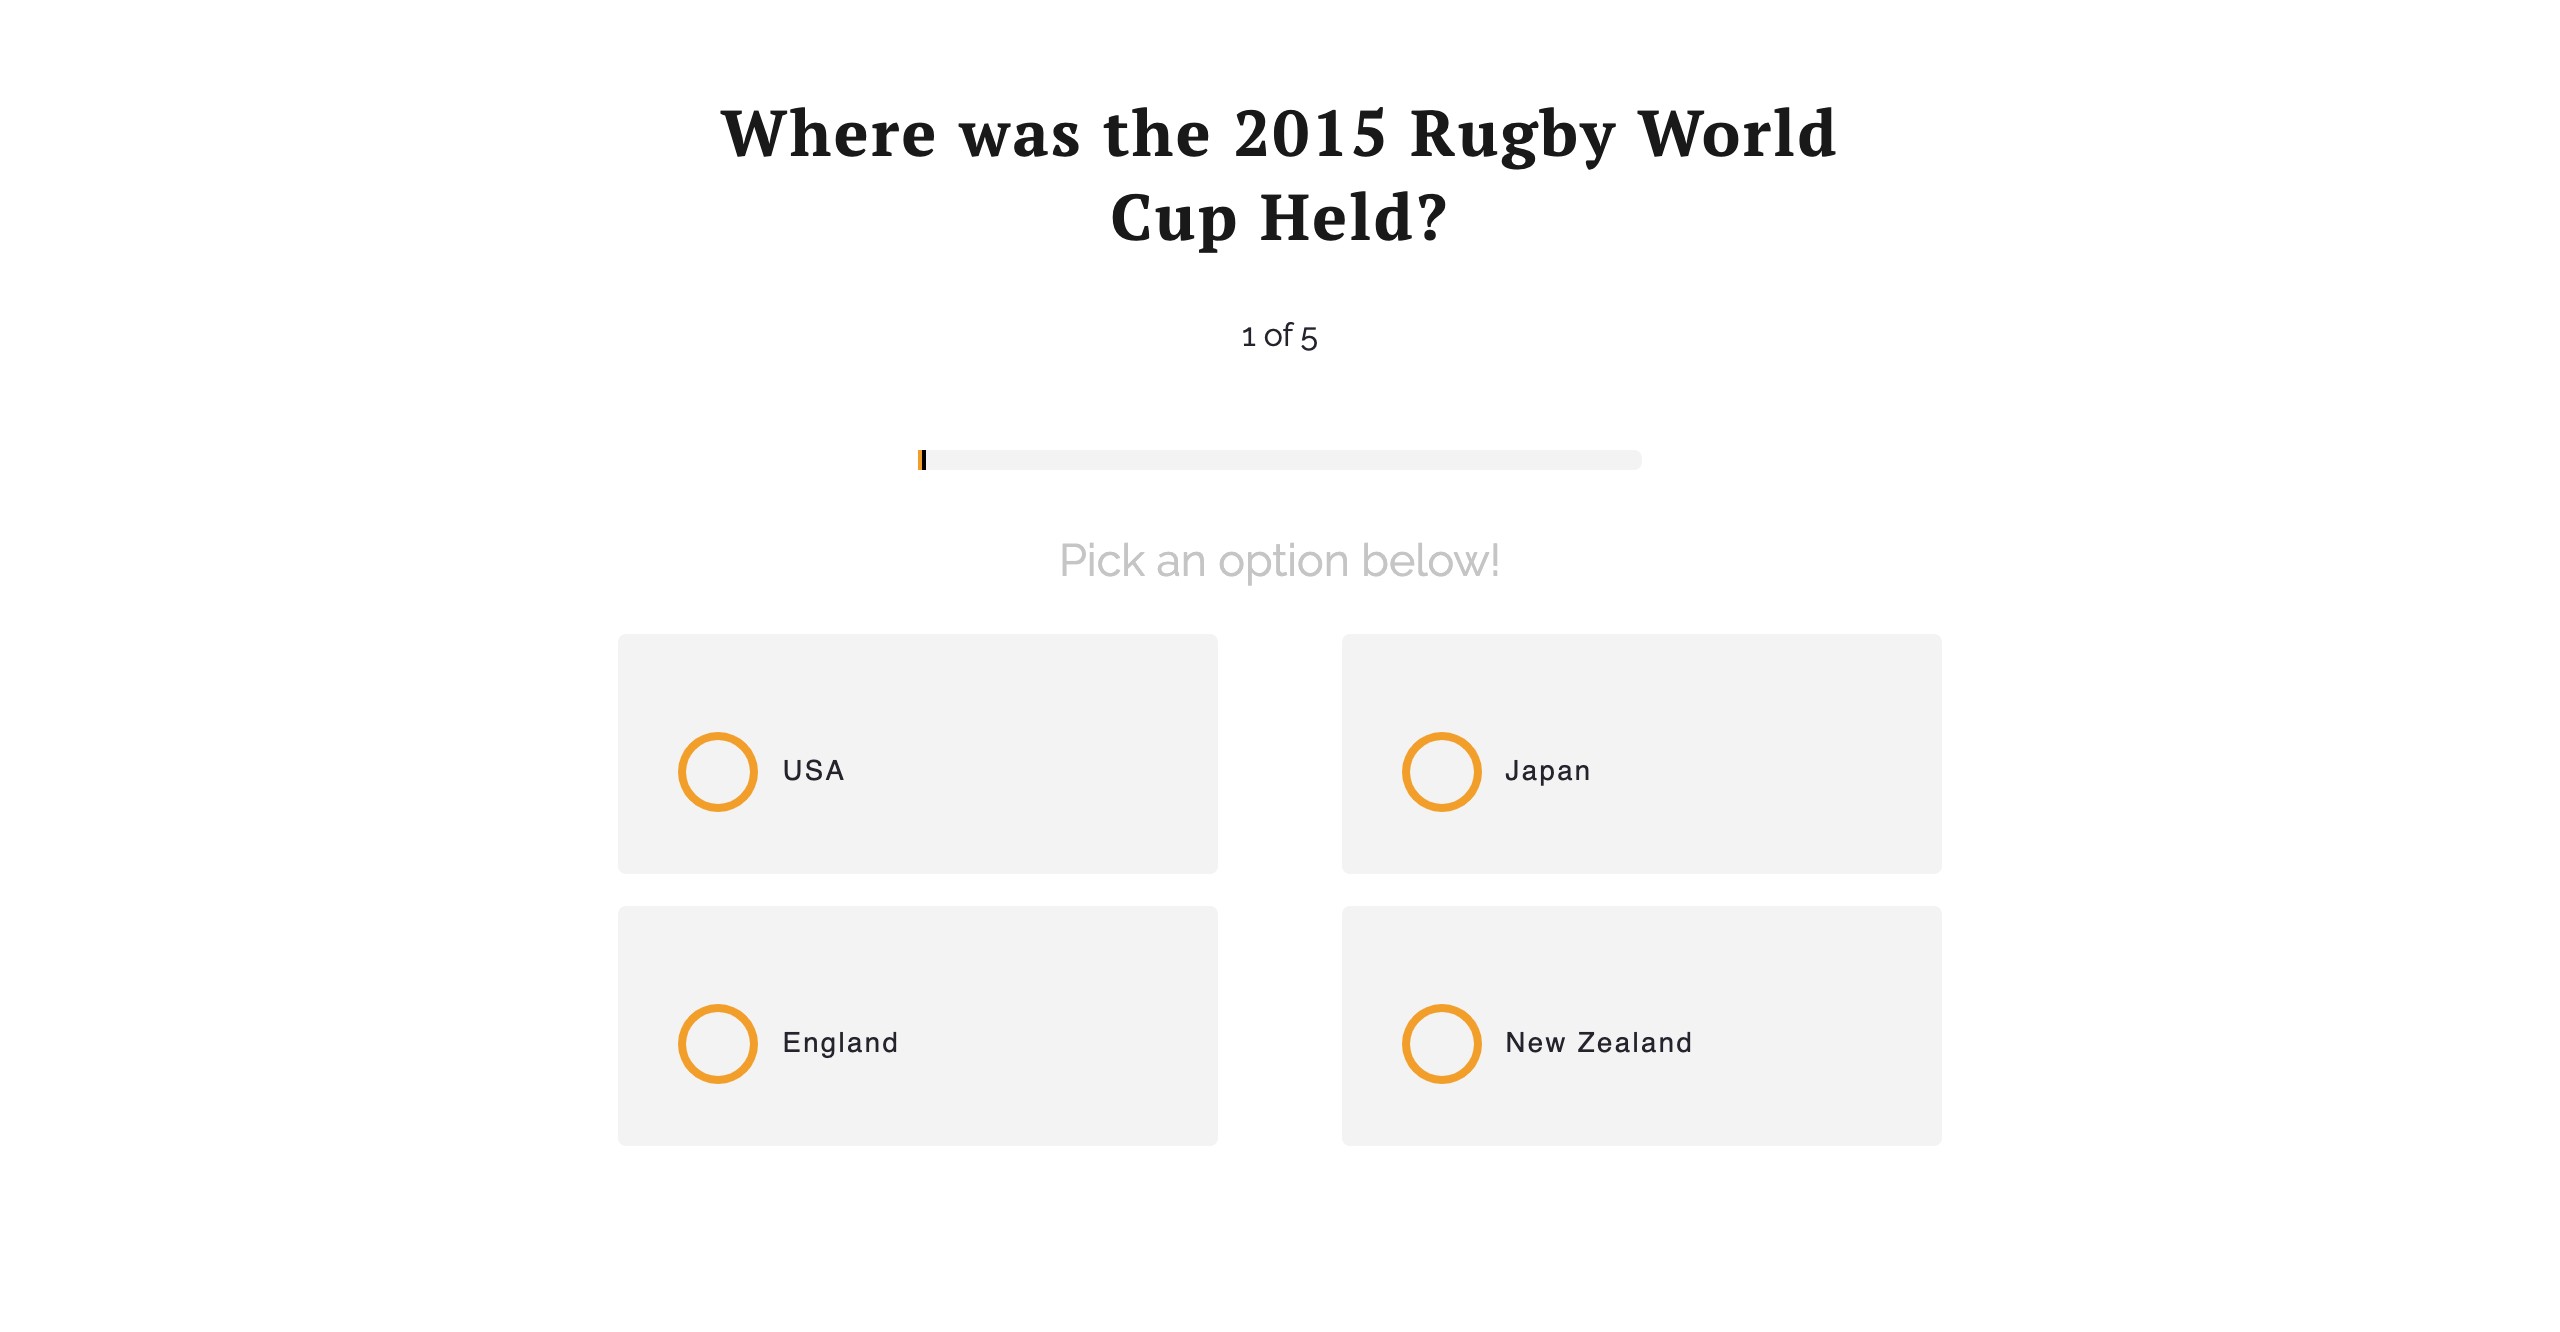 Where was the 2015 Rugby World
Cup Held?
1 of 5
Pick an option below!
USA
Japan
England
New Zealand